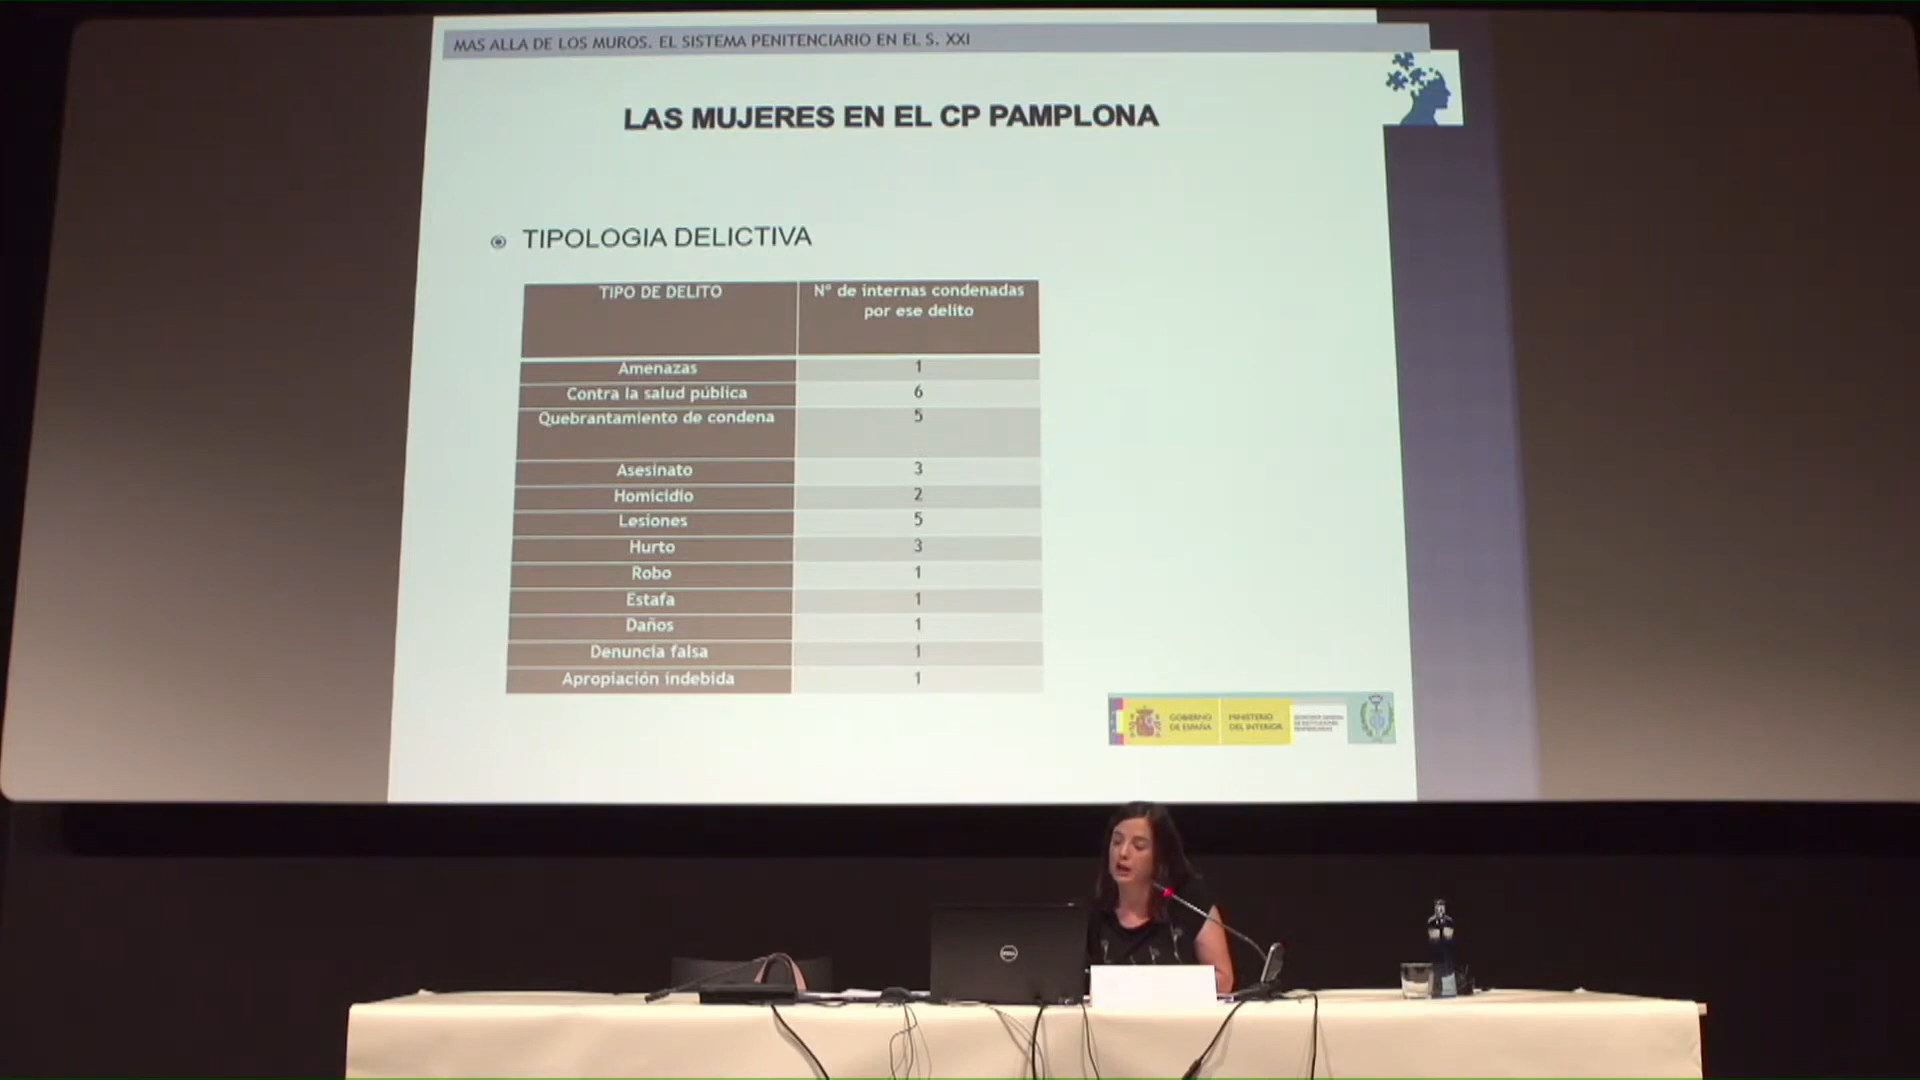 MAS ALLA DE LOS MUROS. EL SISTEMA PENITENCIARIO EN EL S. XXI
LAS MUJERES EN EL CP PAMPLONA
TIPOLOGIA DELICTIVA
TIPO DE DELITO Nº de internas condenadas
por ese delito
Amenazas 1
Contra la salud pública 6
Quebrantamiento de condena 5
Asesinato 3
Homicidio 2
Lesiones 5
Hurto 3
Robo 1
Estafa 1
Daños 1
Denuncia falsa 1
Apropiación indebida 1
GOBIERNO MINISTERIO
DE ESPAÑA DEL INTERIOR
DELL